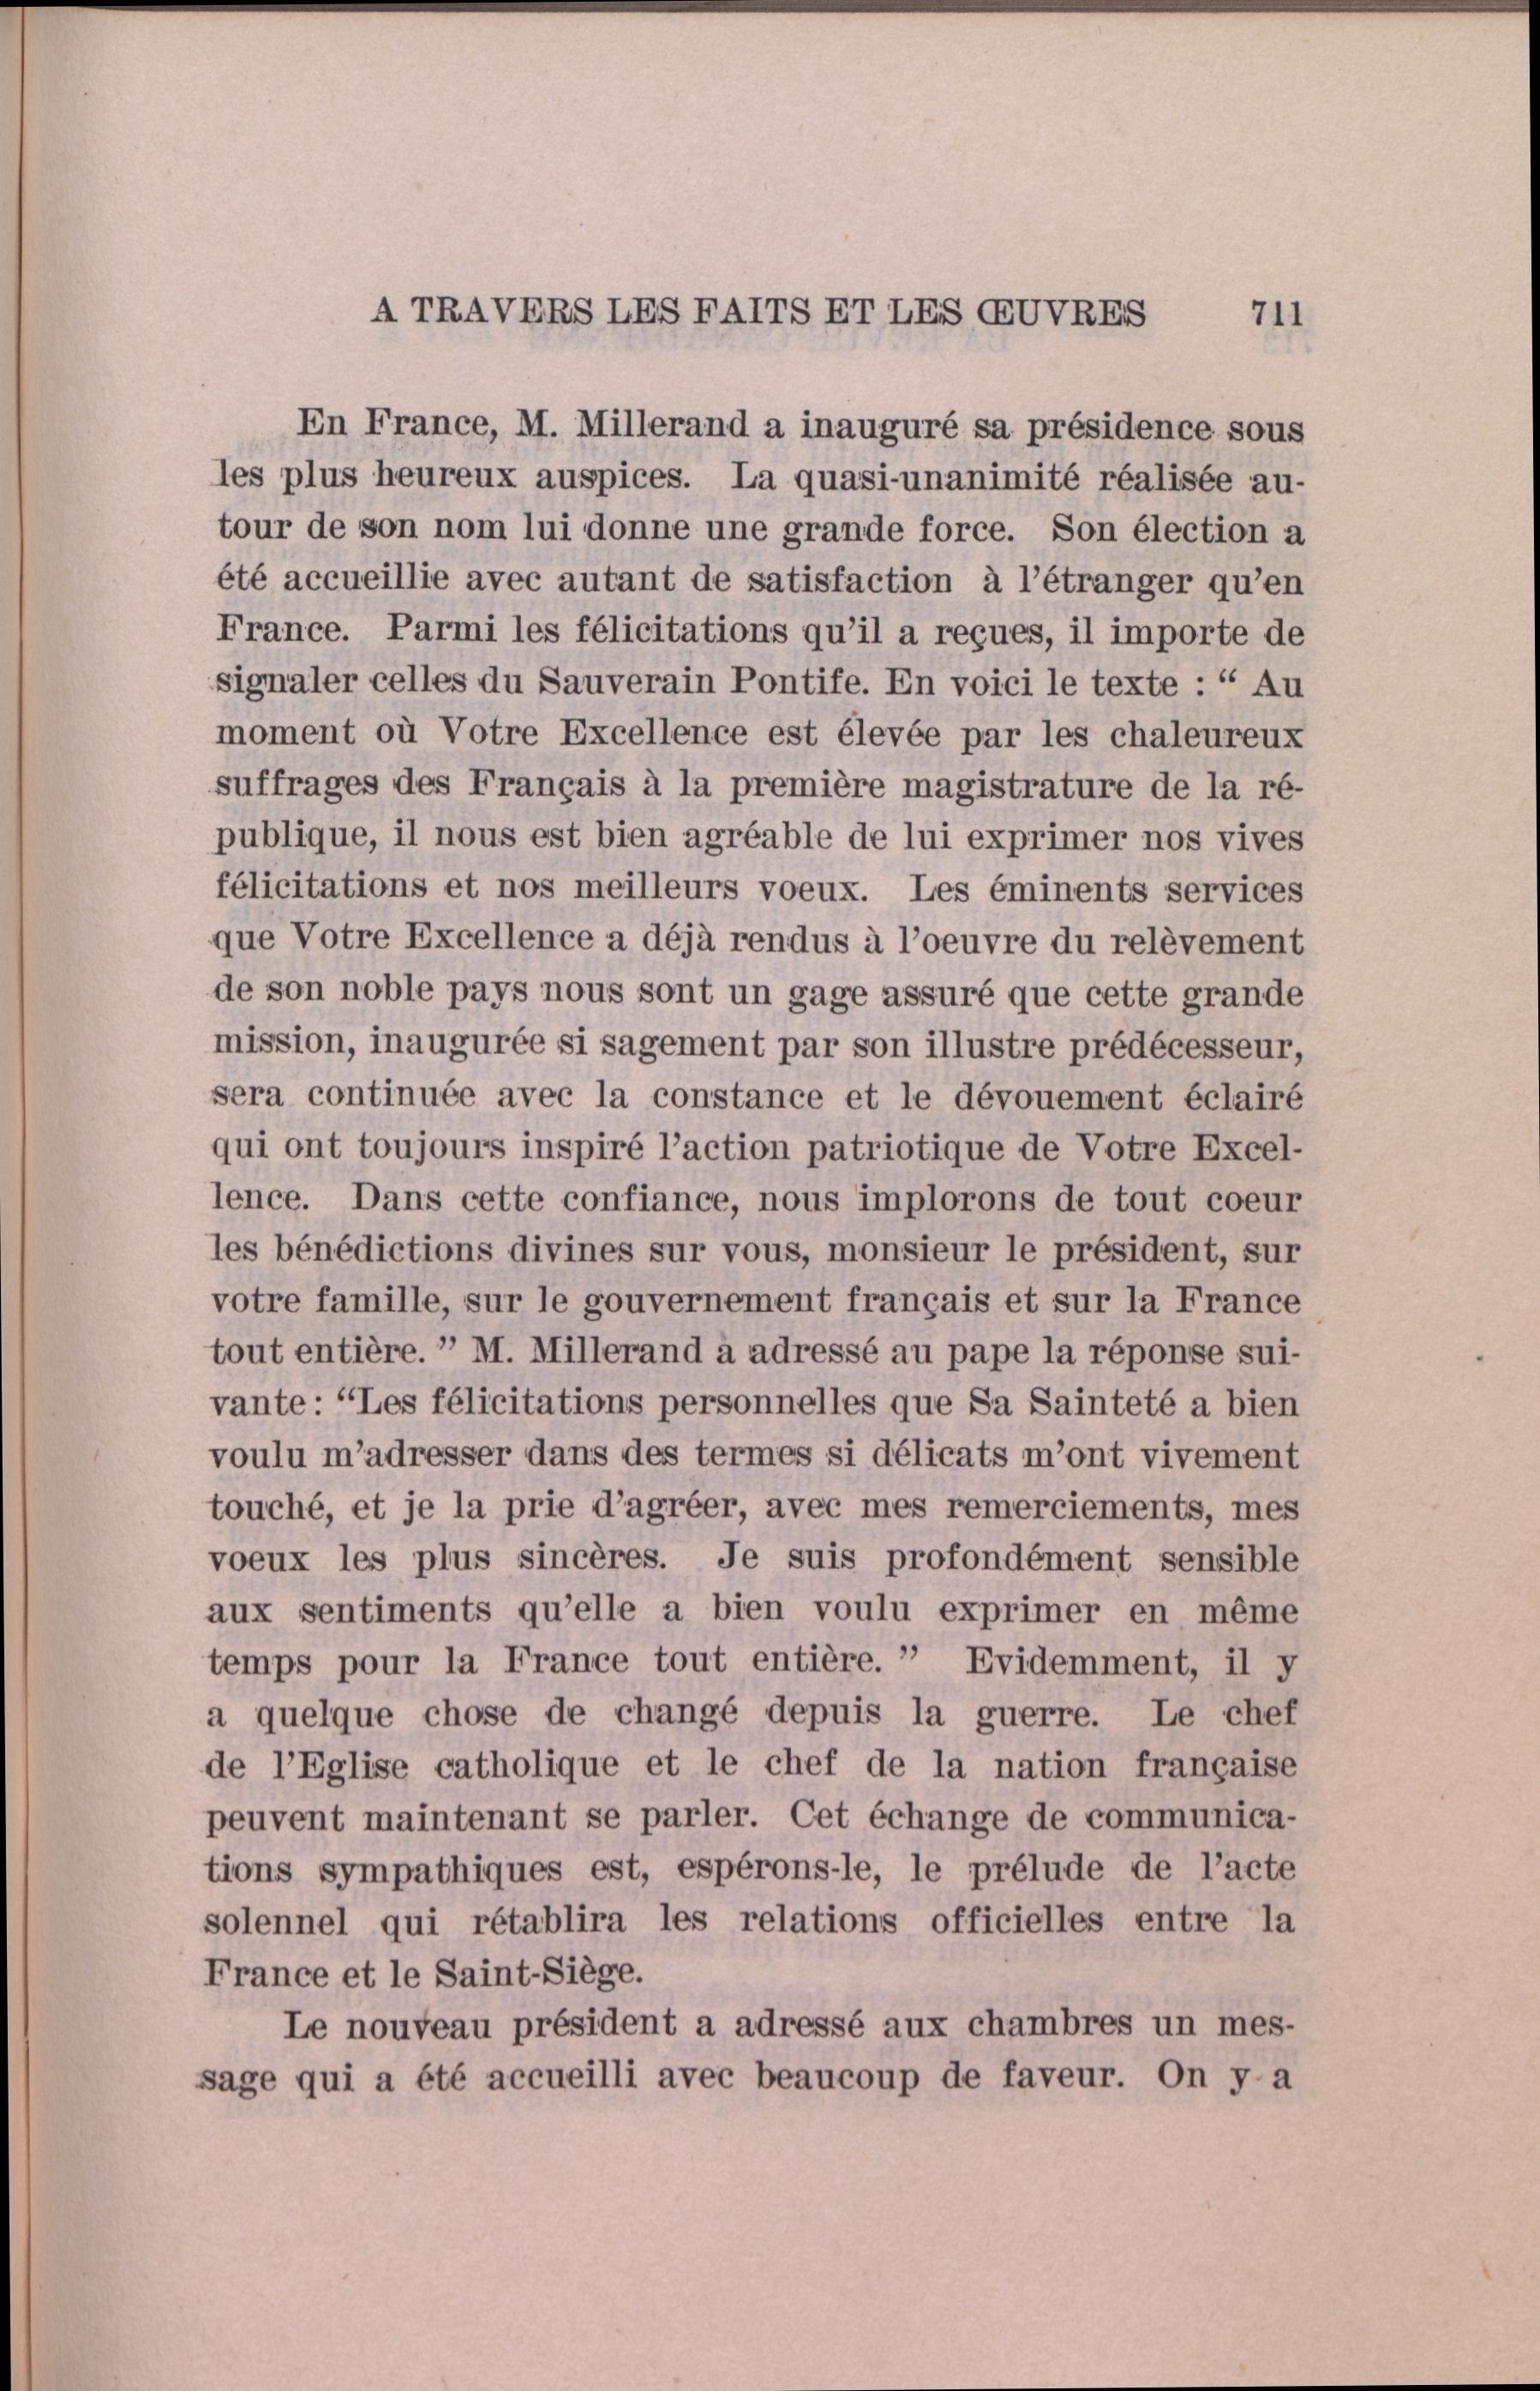 A TRAVERS LES FAITS ET LES ŒUVRES 711
En France, M. Millerand a inauguré sa présidence sous
les plus heureux auspices. La quasi-unanimité réalisée au-
tour de son nom lui donne une grande force. Son élection a
été accueillie avec autant de satisfaction à l'étranger qu'en
France. Parmi les félicitations qu'il a reçues, il importe de
signaler celles du Sauverain Pontife. En voici le texte : “ Au
moment où Votre Excellence est élevée par les chaleureux
suffrages des Français à la première magistrature de la ré-
publique, il nous est bien agréable de lui exprimer nos vives
félicitations et nos meilleurs voeux. Les éminents services
que Votre Excellence a déjà rendus à l'oeuvre du relèvement
de son noble pays nous sont un gage assuré que cette grande
mission, inaugurée si sagement par son illustre prédécesseur,
sera continuée avec la constance et le dévouement éclairé
qui ont toujours inspiré l'action patriotique de Votre Excel-
lence. Dans cette confiance, nous implorons de tout coeur
les bénédictions divines sur vous, monsieur le président, sur
votre famille, sur le gouvernement français et sur la France
tout entière. ” M. Millerand a adressé au pape la réponse sui-
vante: “Les félicitations personnelles que Sa Sainteté a bien
voulu m'adresser dans des termes si délicats m'ont vivement
touché, et je la prie d'agréer, avec mes remerciements, mes
voeux les plus sincères. Je suis profondément sensible
aux sentiments qu'elle a bien voulu exprimer en même
temps pour la France tout entière. ” Evidemment, il y
a quelque chose de changé depuis la guerre. Le chef
de l'Eglise catholique et le chef de la nation française
peuvent maintenant se parler. Cet échange de communica-
tions sympathiques est, espérons-le, le prélude de l'acte
solennel qui rétablira les relations officielles entre la
France et le Saint-Siège.
Le nouveau président a adressé aux chambres un mes-
sage qui a été accueilli avec beaucoup de faveur. On y a